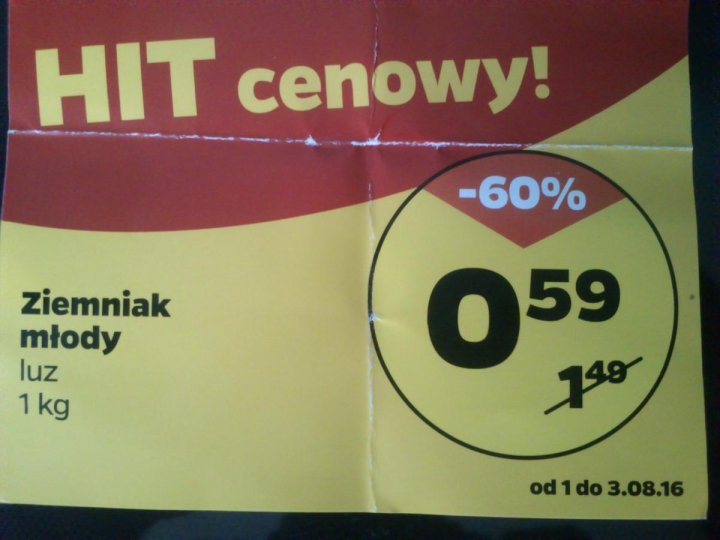 HIT cenowy!
-60%
0 59
1 49
Ziemniak
młody
luz
1 kg
od 1 do 3.08.16